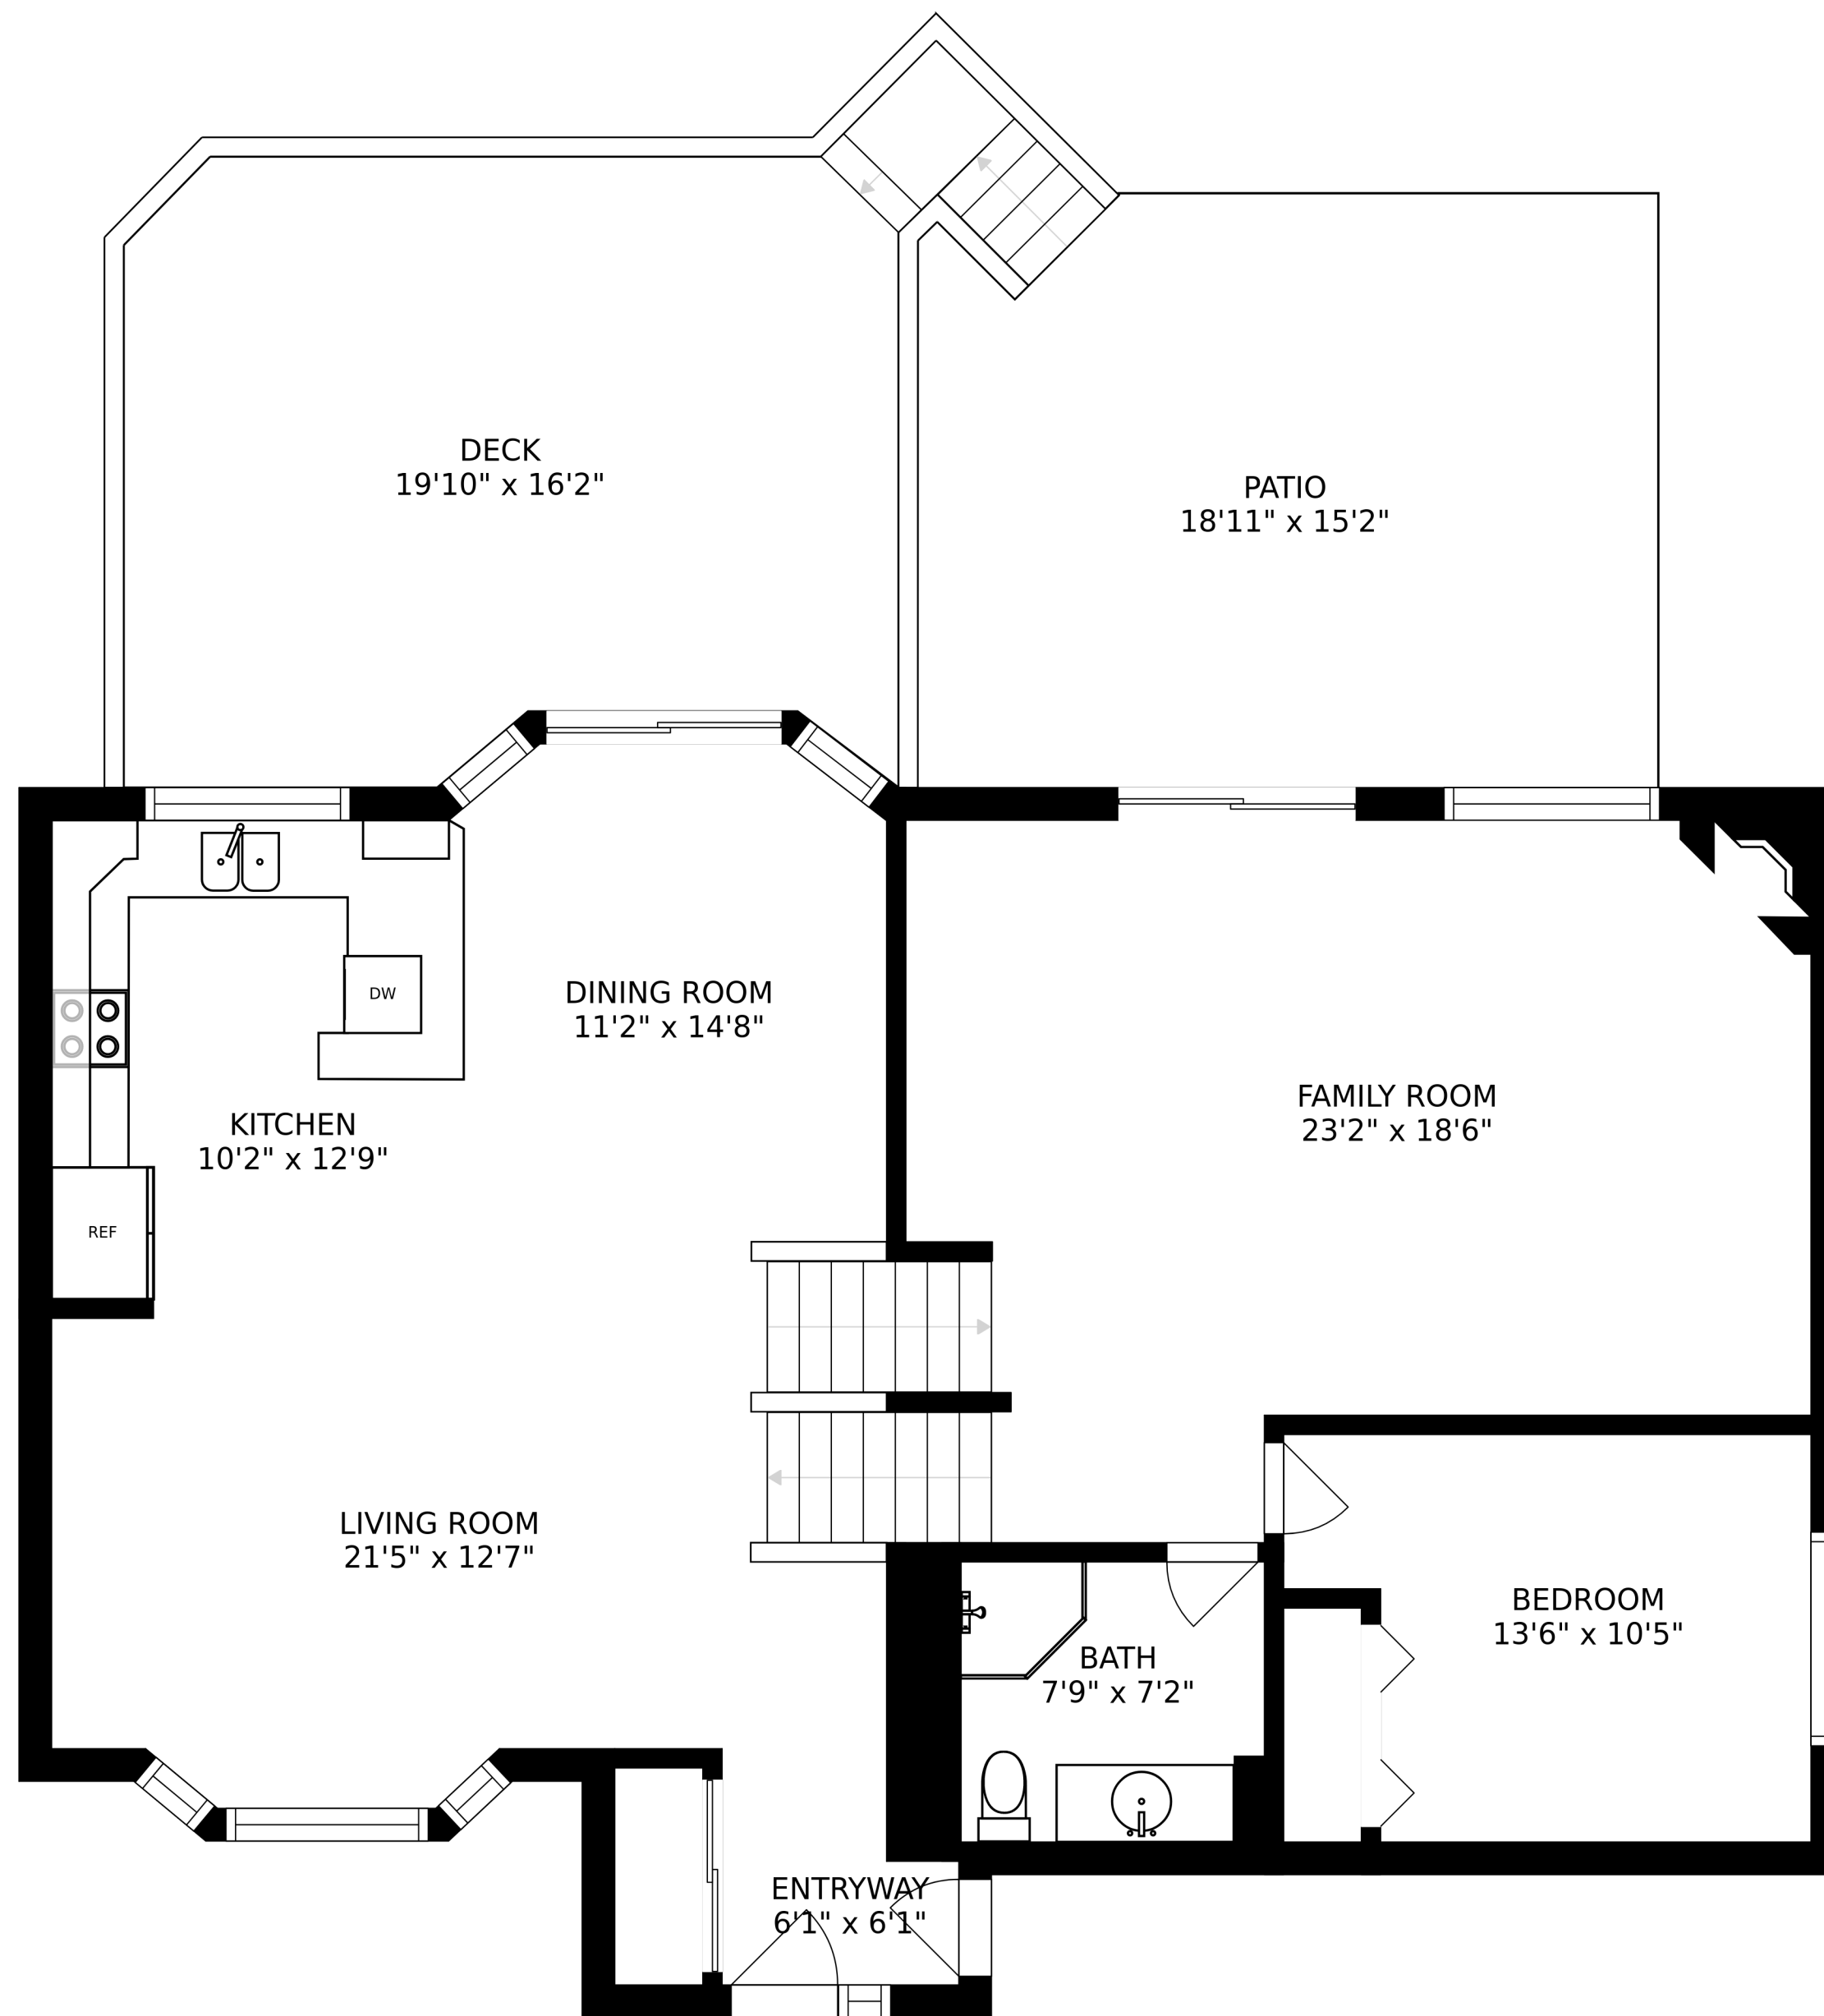 DECK
19'10" x 16'2"
PATIO
18'11" x 15'2"
DINING ROOM
11'2" x 14'8"
DW
FAMILY ROOM
23'2" x 18'6"
KITCHEN
10'2" x 12'9"
REF
LIVING ROOM
21'5" x 12'7"
BEDROOM
13'6" x 10'5"
BATH
7'9" x 7'2"
ENTRYWAY
6'1" x 6'1"